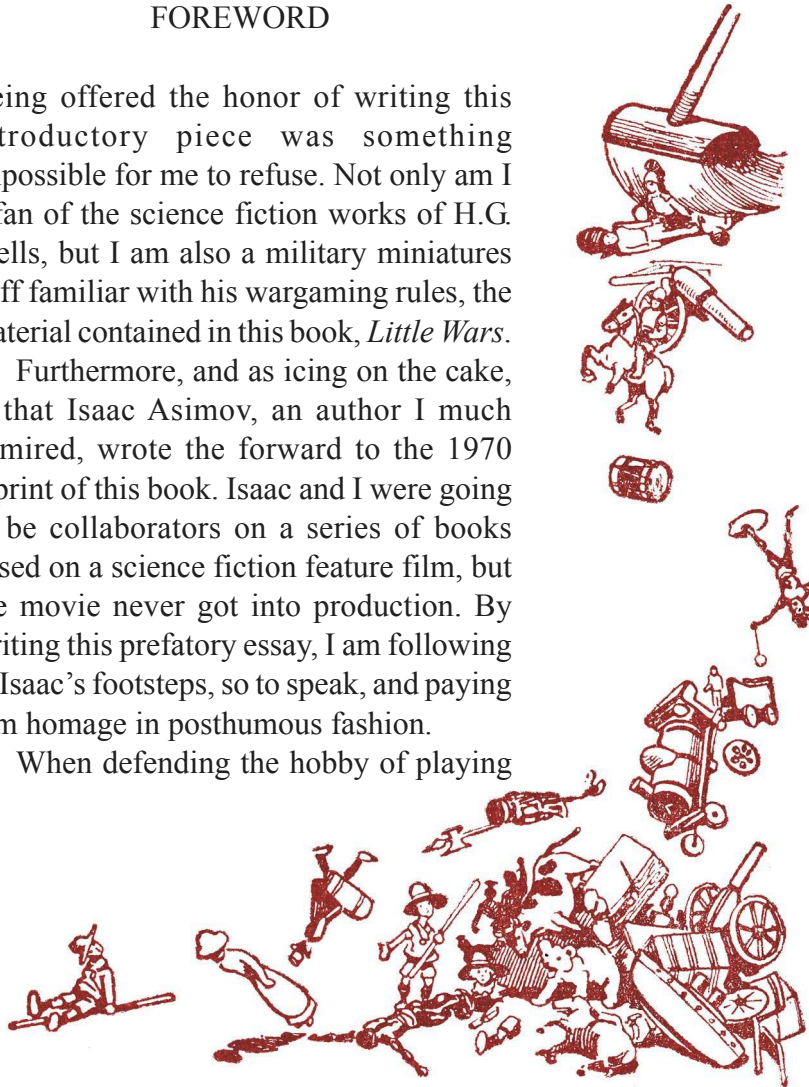 FOREWORD
eing offered the honor of writing this
troductory piece was something
possible for me to refuse. Not only am I
fan of the science fiction works of H.G.
ells, but I am also a military miniatures
ff familiar with his wargaming rules, the
aterial contained in this book, Little Wars.
Furthermore, and as icing on the cake,
that Isaac Asimov, an author I much
mired, wrote the forward to the 1970
print of this book. Isaac and I were going
be collaborators on a series of books
sed on a science fiction feature film, but
e movie never got into production. By
riting this prefatory essay, I am following
Isaac’s footsteps, so to speak, and paying
m homage in posthumous fashion.
When defending the hobby of playing